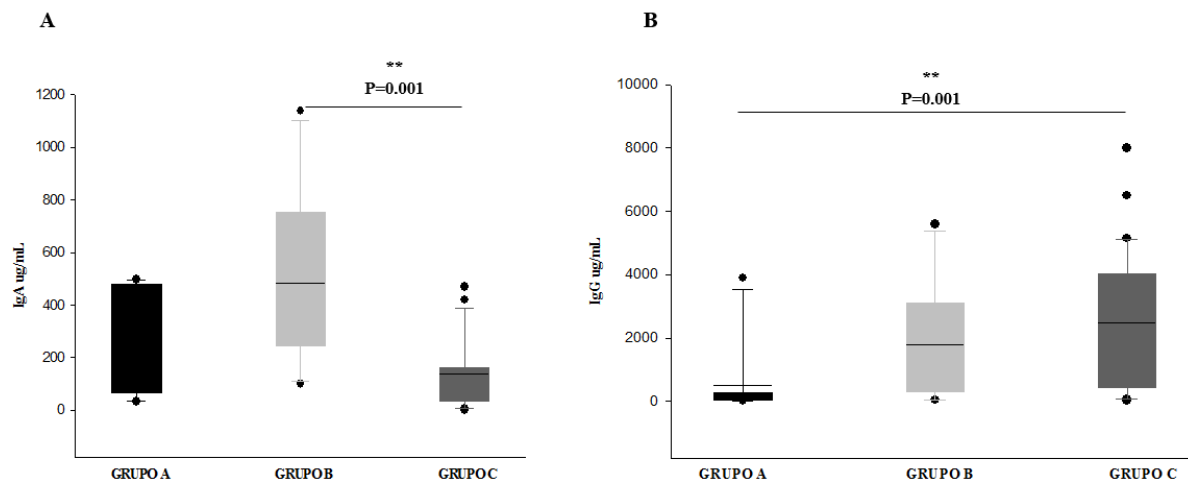 A
**
P=0.001
1200
1000
800
600
400
200
0
IgA ug/mL
GRUPO A
GRUPO B
GRUPO C
B
**
P=0.001
10000
8000
6000
4000
2000
0
IgG ug/mL
GRUPO A
GRUPO B
GRUPO C